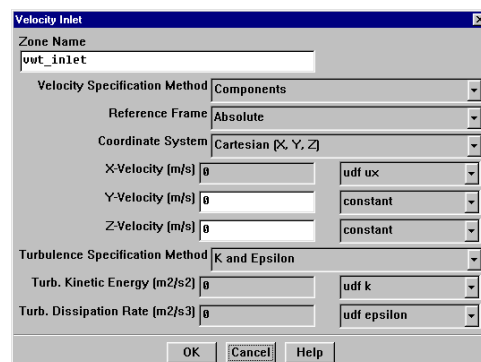 Velocity Inlet
Zone Name
vwt_inlet
Velocity Specification Method Components
Reference Frame Absolute
Coordinate System Cartesian (X, Y, Z)
X-Velocity (m/s) 0 udf ux
Y-Velocity (m/s) 0 constant
Z-Velocity (m/s) 0 constant
Turbulence Specification Method K and Epsilon
Turb. Kinetic Energy (m2/s2) 0 udf k
Turb. Dissipation Rate (m2/s3) 0 udf epsilon
OK Cancel Help